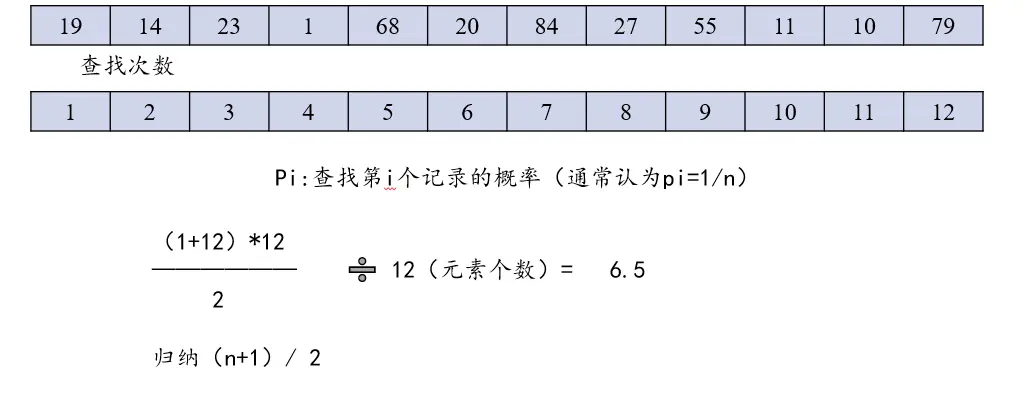 19 14 23 1 68 20 84 27 55 11 10 79
查找次数
1 2 3 4 5 6 7 8 9 10 11 12
Pi:查找第i个记录的概率（通常认为pi=1/n）
（1+12）*12
——————
÷ 12（元素个数）= 6.5
2
归纳（n+1）/ 2